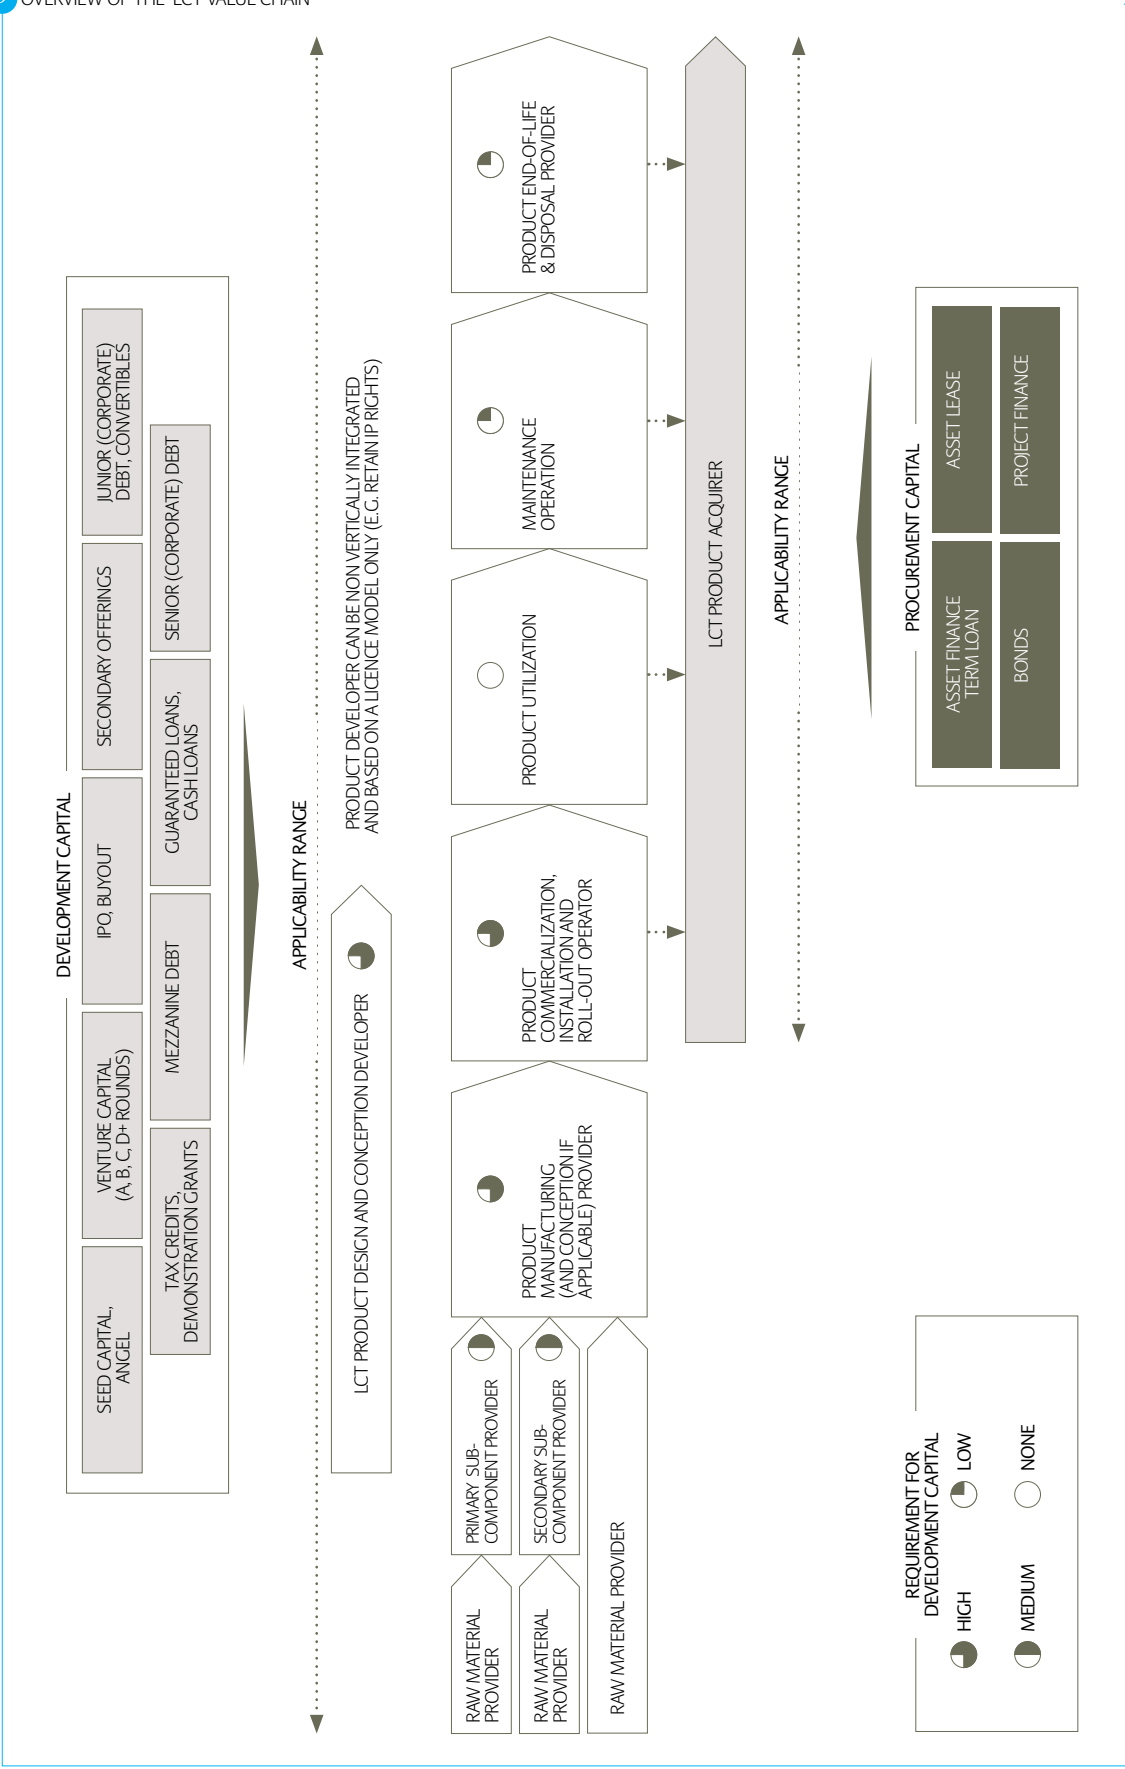 OVERVIEW OF THE LCT VALUE CHAIN
DEVELOPMENT CAPITAL
SEED CAPITAL,
ANGEL
VENTURE CAPITAL
(A, B, C, D+ ROUNDS)
IPO, BUYOUT
SECONDARY OFFERINGS
JUNIOR (CORPORATE)
DEBT, CONVERTIBLES
TAX CREDITS,
DEMONSTRATION GRANTS
MEZZANINE DEBT
GUARANTEED LOANS,
CASH LOANS
SENIOR (CORPORATE) DEBT
APPLICABILITY RANGE
LCT PRODUCT DESIGN AND CONCEPTION DEVELOPER
PRODUCT DEVELOPER CAN BE NON VERTICALLY INTEGRATED
AND BASED ON A LICENCE MODEL ONLY (E.G. RETAIN IP RIGHTS)
RAW MATERIAL
PROVIDER
PRIMARY SUB-
COMPONENT PROVIDER
RAW MATERIAL
PROVIDER
SECONDARY SUB-
COMPONENT PROVIDER
RAW MATERIAL PROVIDER
PRODUCT
MANUFACTURING
(AND CONCEPTION IF
APPLICABLE) PROVIDER
PRODUCT
COMMERCIALIZATION,
INSTALLATION AND
ROLL-OUT OPERATOR
PRODUCT UTILIZATION
MAINTENANCE
OPERATION
PRODUCT END-OF-LIFE
& DISPOSAL PROVIDER
LCT PRODUCT ACQUIRER
APPLICABILITY RANGE
PROCUREMENT CAPITAL
ASSET FINANCE
TERM LOAN
ASSET LEASE
BONDS
PROJECT FINANCE
REQUIREMENT FOR
DEVELOPMENT CAPITAL
HIGH
LOW
MEDIUM
NONE